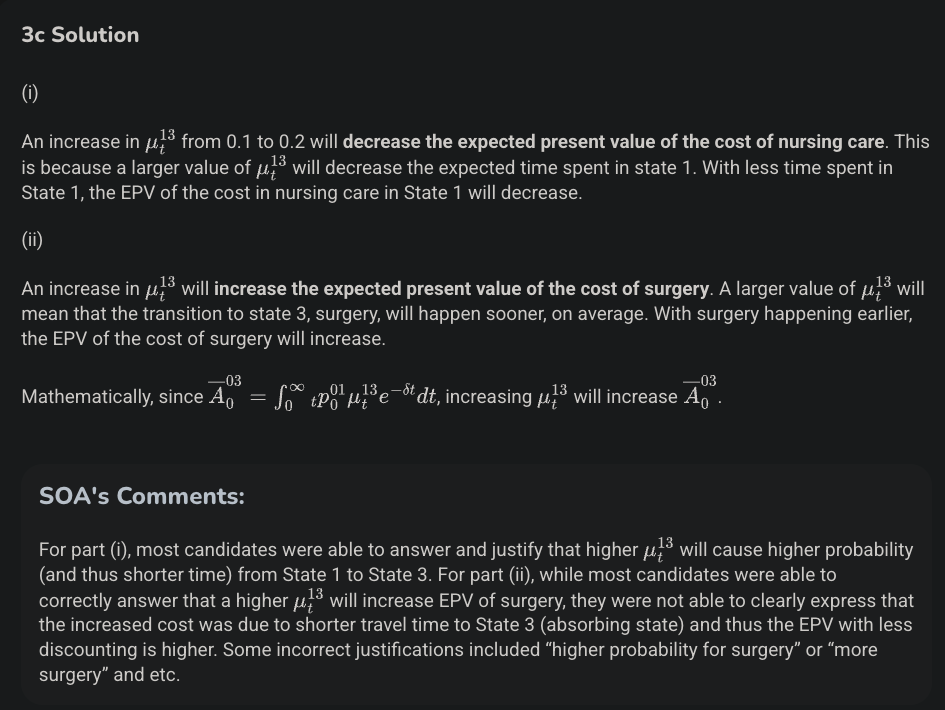 3c Solution
(i)
An increase in μ_t^{13} from 0.1 to 0.2 will decrease the expected present value of the cost of nursing care. This
is because a larger value of μ_t^{13} will decrease the expected time spent in state 1. With less time spent in
State 1, the EPV of the cost in nursing care in State 1 will decrease.
(ii)
An increase in μ_t^{13} will increase the expected present value of the cost of surgery. A larger value of μ_t^{13} will
mean that the transition to state 3, surgery, will happen sooner, on average. With surgery happening earlier,
the EPV of the cost of surgery will increase.
Mathematically, since \overline{A}_0^{03} = ∫_0^∞ {}_tp_0^{01} μ_t^{13} e^{-δt} dt, increasing μ_t^{13} will increase \overline{A}_0^{03}.
SOA's Comments:
For part (i), most candidates were able to answer and justify that higher μ_t^{13} will cause higher probability
(and thus shorter time) from State 1 to State 3. For part (ii), while most candidates were able to
correctly answer that a higher μ_t^{13} will increase EPV of surgery, they were not able to clearly express that
the increased cost was due to shorter travel time to State 3 (absorbing state) and thus the EPV with less
discounting is higher. Some incorrect justifications included “higher probability for surgery” or “more
surgery” and etc.